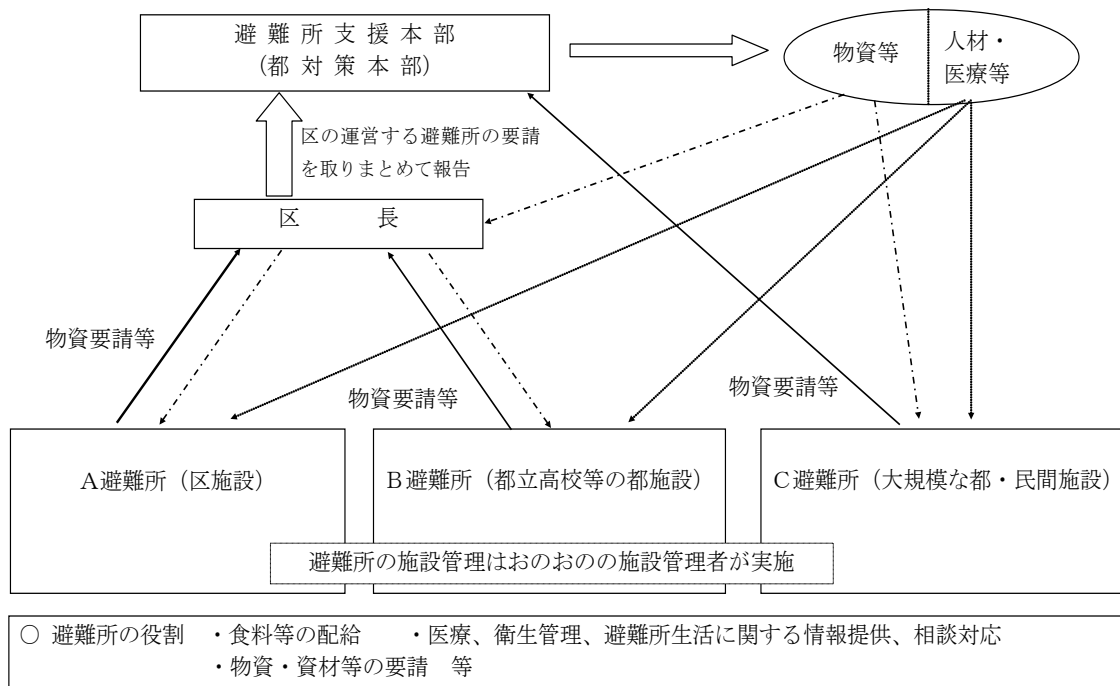 避 難 所 支 援 本 部
(都 対 策 本 部)
物資等
人材・
医療等
区の運営する避難所の要請
を取りまとめて報告
区 長
物資要請等
物資要請等
物資要請等
A避難所（区施設）
B避難所（都立高校等の都施設）
C避難所（大規模な都・民間施設）
避難所の施設管理はおのおのの施設管理者が実施
○ 避難所の役割 ・食料等の配給 ・医療、衛生管理、避難所生活に関する情報提供、相談対応
・物資・資材等の要請 等